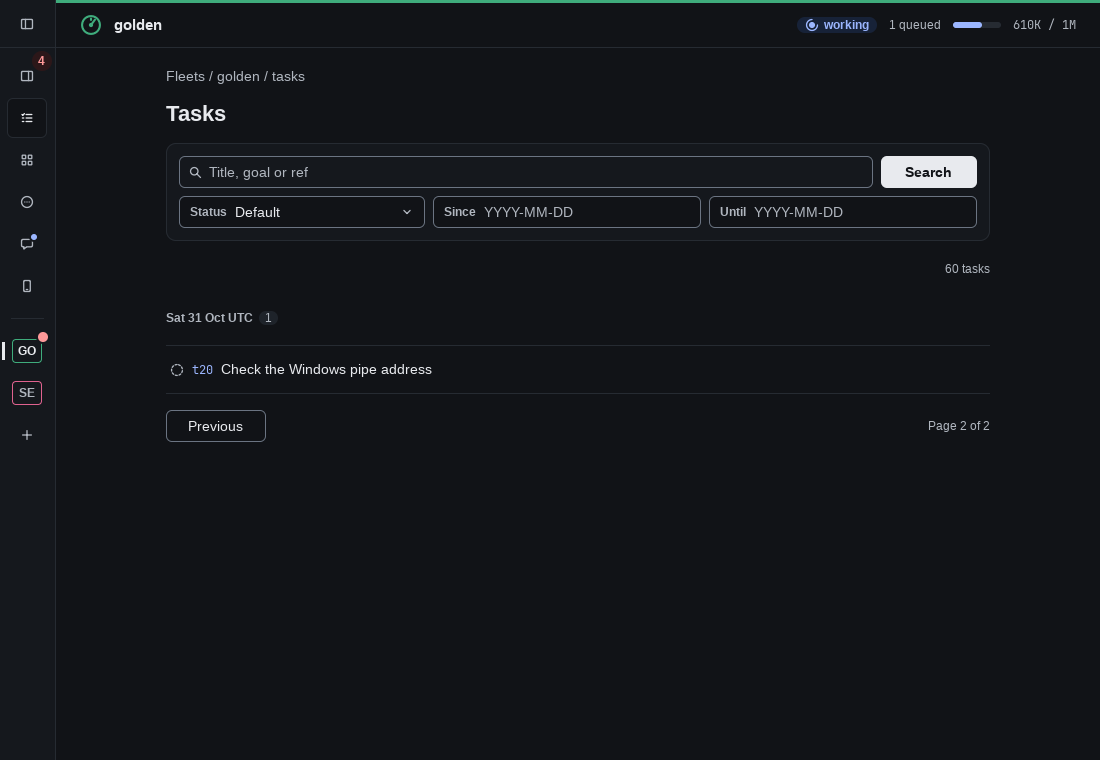 golden
working
1 queued
610K / 1M
4
Fleets / golden / tasks
Tasks
Title, goal or ref
Search
Status Default
Since YYYY-MM-DD
Until YYYY-MM-DD
60 tasks
Sat 31 Oct UTC 1
GO
t20 Check the Windows pipe address
SE
Previous
Page 2 of 2